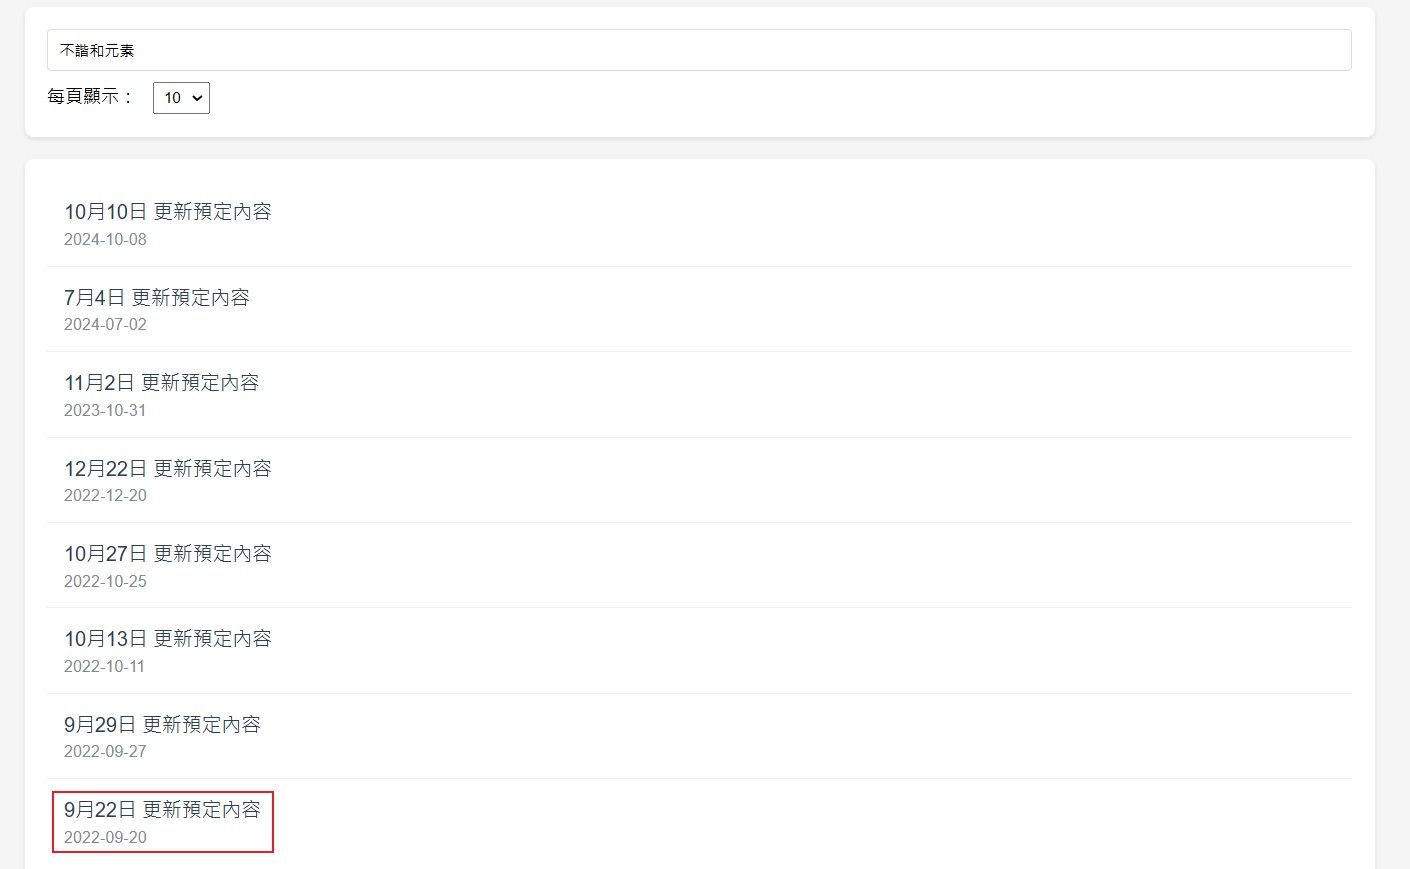 不諧和元素
每頁顯示： 10
10月10日 更新預定內容
2024-10-08
7月4日 更新預定內容
2024-07-02
11月2日 更新預定內容
2023-10-31
12月22日 更新預定內容
2022-12-20
10月27日 更新預定內容
2022-10-25
10月13日 更新預定內容
2022-10-11
9月29日 更新預定內容
2022-09-27
9月22日 更新預定內容
2022-09-20